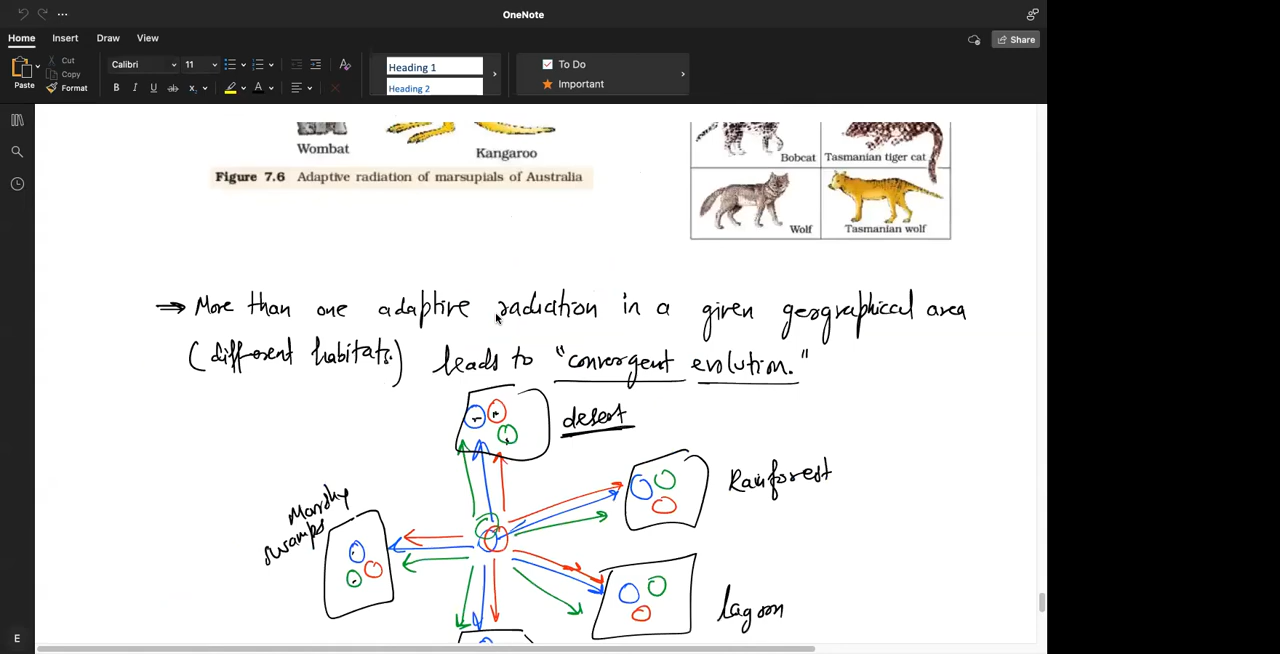 OneNote
Home Insert Draw View
Share
Paste
Cut
Copy
Format
Calibri 11
B I U ab x A
Heading 1
Heading 2
To Do
Important
Wombat
Kangaroo
Figure 7.6 Adaptive radiation of marsupials of Australia
Bobcat
Tasmanian tiger cat
Wolf
Tasmanian wolf
⇒ More than one adaptive radiation in a given geographical area
(different habitats.) leads to "convergent evolution."
desert
Rainforest
Marshy
swamps
lagoon
E